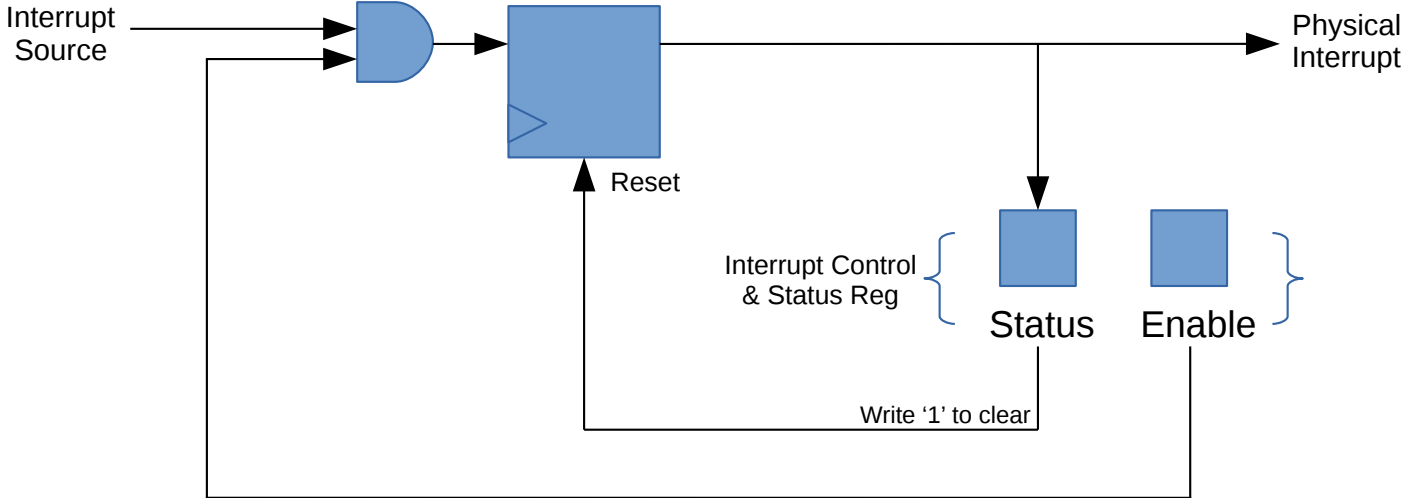 Interrupt
Source
Physical
Interrupt
Reset
Interrupt Control
& Status Reg
Status
Enable
Write ‘1’ to clear